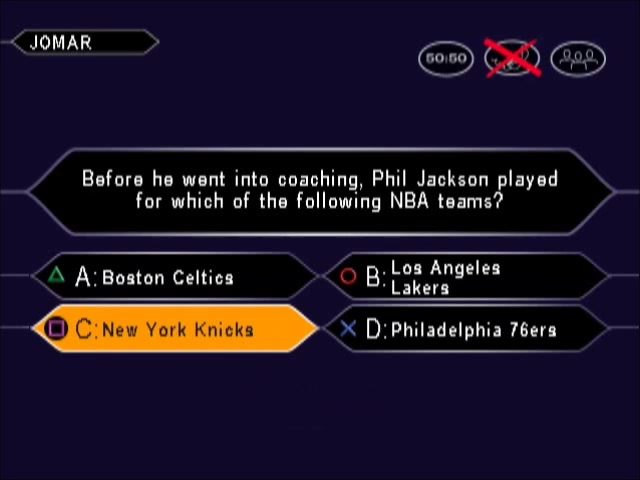 JOMAR
50:50
Before he went into coaching, Phil Jackson played
for which of the following NBA teams?
A: Boston Celtics
B: Los Angeles
Lakers
C: New York Knicks
D: Philadelphia 76ers